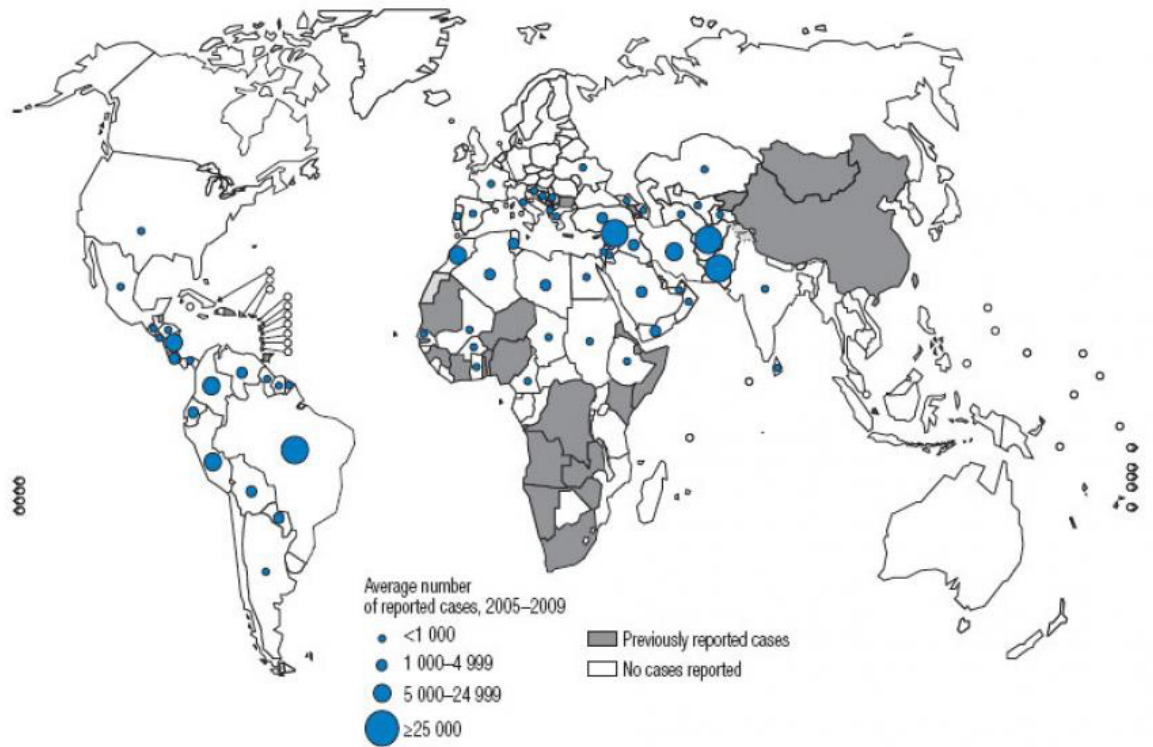 Average number
of reported cases, 2005–2009
<1 000
1 000–4 999
5 000–24 999
≥25 000
Previously reported cases
No cases reported